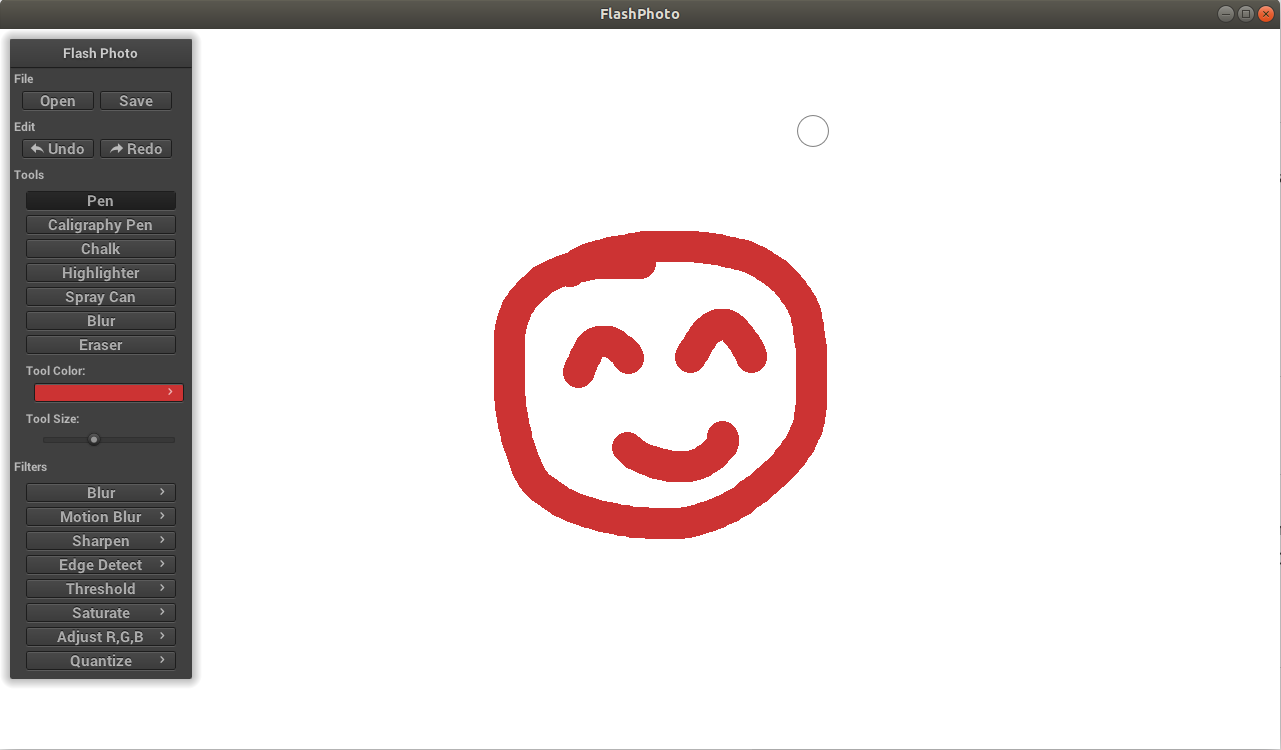 FlashPhoto
Flash Photo
File
Open Save
Edit
Undo Redo
Tools
Pen
Caligraphy Pen
Chalk
Highlighter
Spray Can
Blur
Eraser
Tool Color:
Tool Size:
Filters
Blur
Motion Blur
Sharpen
Edge Detect
Threshold
Saturate
Adjust R,G,B
Quantize